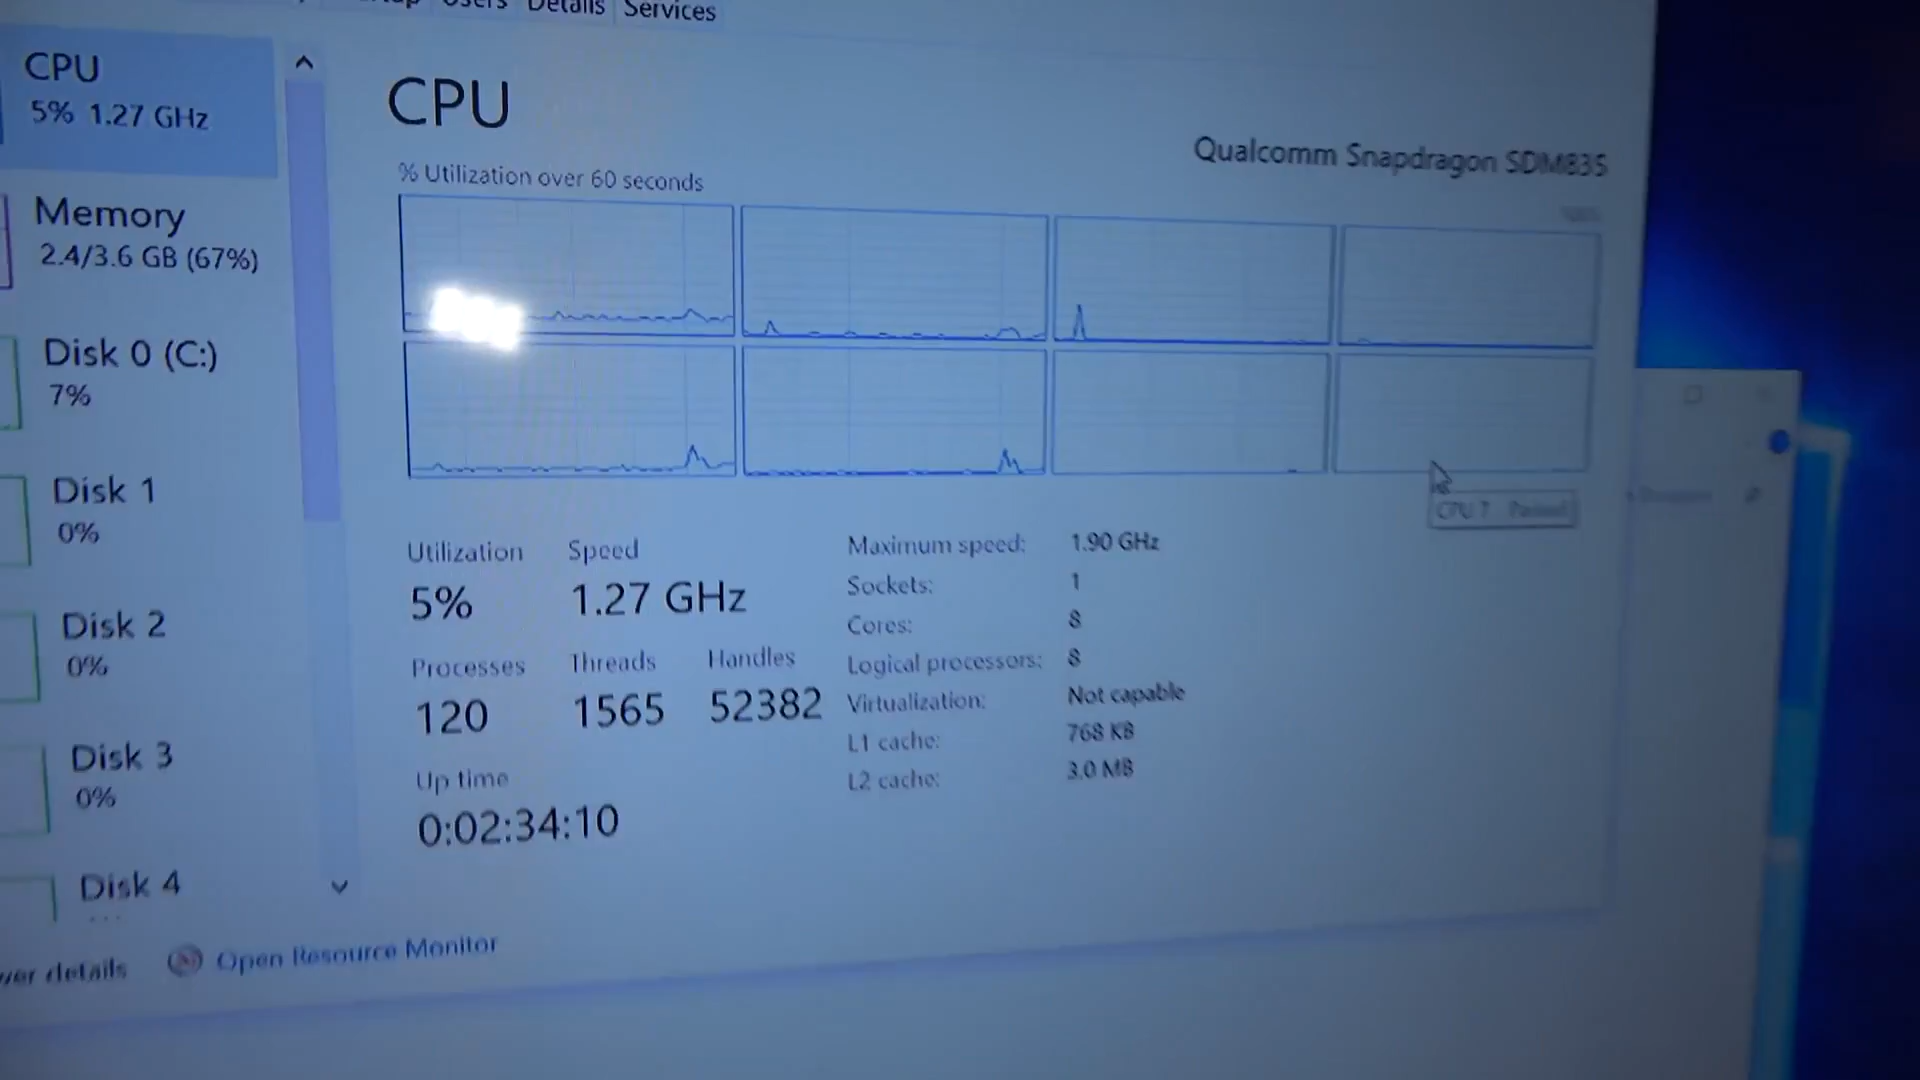 Details Services
CPU
5% 1.27 GHz
Memory
2.4/3.6 GB (67%)
Disk 0 (C:)
7%
Disk 1
0%
Disk 2
0%
Disk 3
0%
Disk 4
CPU
Qualcomm Snapdragon SDM835
% Utilization over 60 seconds
CPU 7 Parked
Utilization Speed
5% 1.27 GHz
Processes Threads Handles
120 1565 52382
Up time
0:02:34:10
Maximum speed: 1.90 GHz
Sockets: 1
Cores: 8
Logical processors: 8
Virtualization: Not capable
L1 cache: 768 KB
L2 cache: 3.0 MB
details Open Resource Monitor